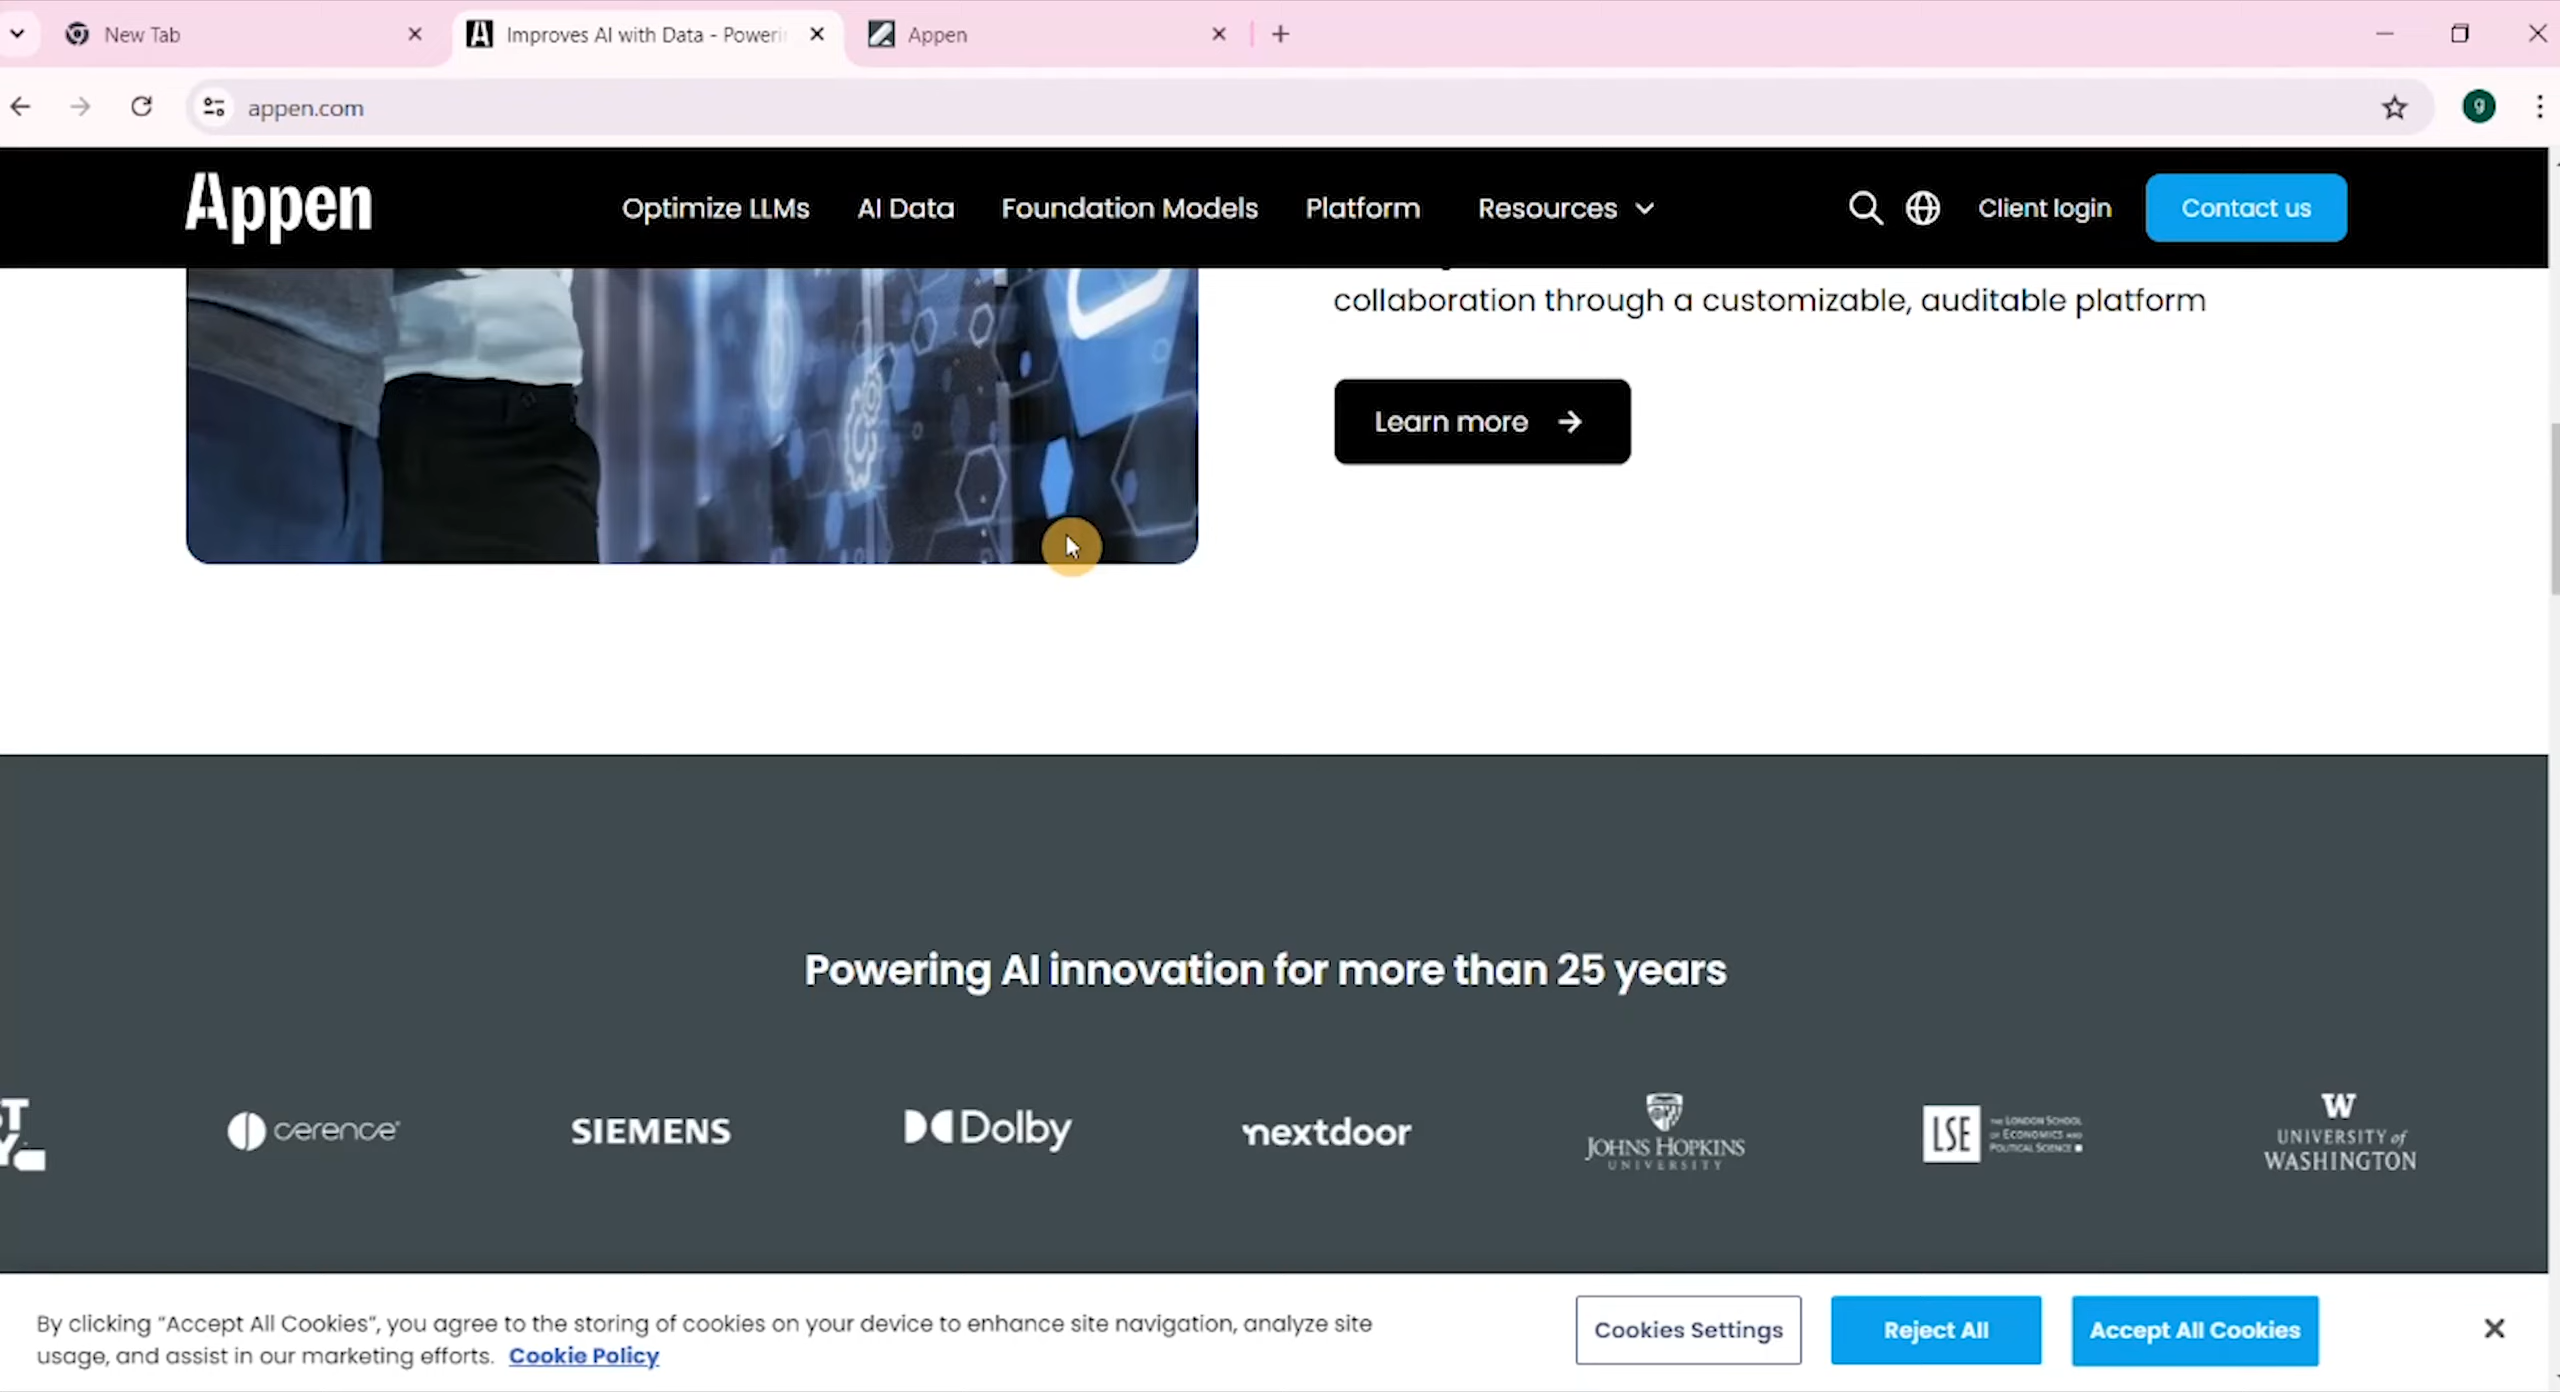 New Tab
Improves AI with Data - Poweri
Appen
appen.com
g
Appen
Optimize LLMs
AI Data
Foundation Models
Platform
Resources
Client login
Contact us
collaboration through a customizable, auditable platform
Learn more →
Powering AI innovation for more than 25 years
cerence
SIEMENS
Dolby
nextdoor
JOHNS HOPKINS
UNIVERSITY
LSE
THE LONDON SCHOOL
OF ECONOMICS AND
POLITICAL SCIENCE
W
UNIVERSITY of
WASHINGTON
By clicking “Accept All Cookies”, you agree to the storing of cookies on your device to enhance site navigation, analyze site
usage, and assist in our marketing efforts. Cookie Policy
Cookies Settings
Reject All
Accept All Cookies